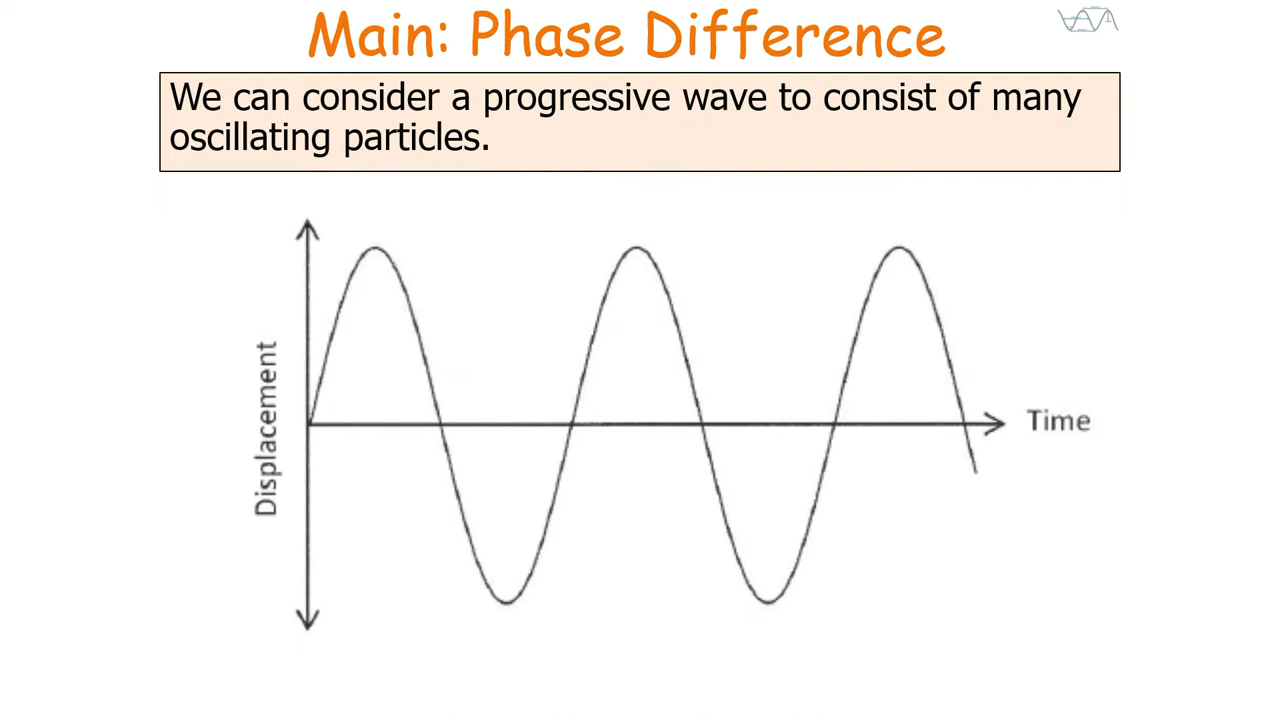 Main: Phase Difference
We can consider a progressive wave to consist of many
oscillating particles.
Displacement
Time